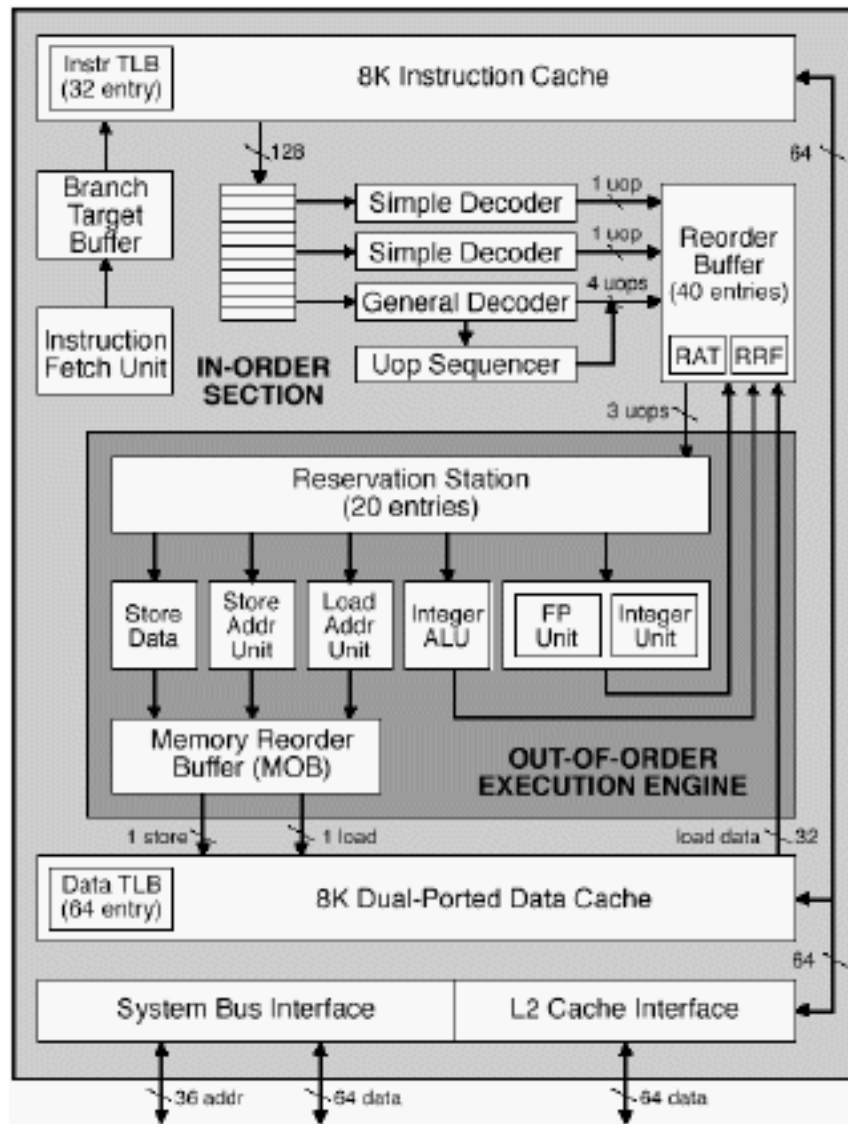 Instr TLB
(32 entry)
8K Instruction Cache
128
64
Branch
Target
Buffer
Simple Decoder
1 uop
Simple Decoder
1 uop
General Decoder
4 uops
Uop Sequencer
Reorder
Buffer
(40 entries)
RAT
RRF
Instruction
Fetch Unit
IN-ORDER
SECTION
3 uops
Reservation Station
(20 entries)
Store
Data
Store
Addr
Unit
Load
Addr
Unit
Integer
ALU
FP
Unit
Integer
Unit
Memory Reorder
Buffer (MOB)
OUT-OF-ORDER
EXECUTION ENGINE
1 store
1 load
load data
32
Data TLB
(64 entry)
8K Dual-Ported Data Cache
64
System Bus Interface
L2 Cache Interface
36 addr
64 data
64 data